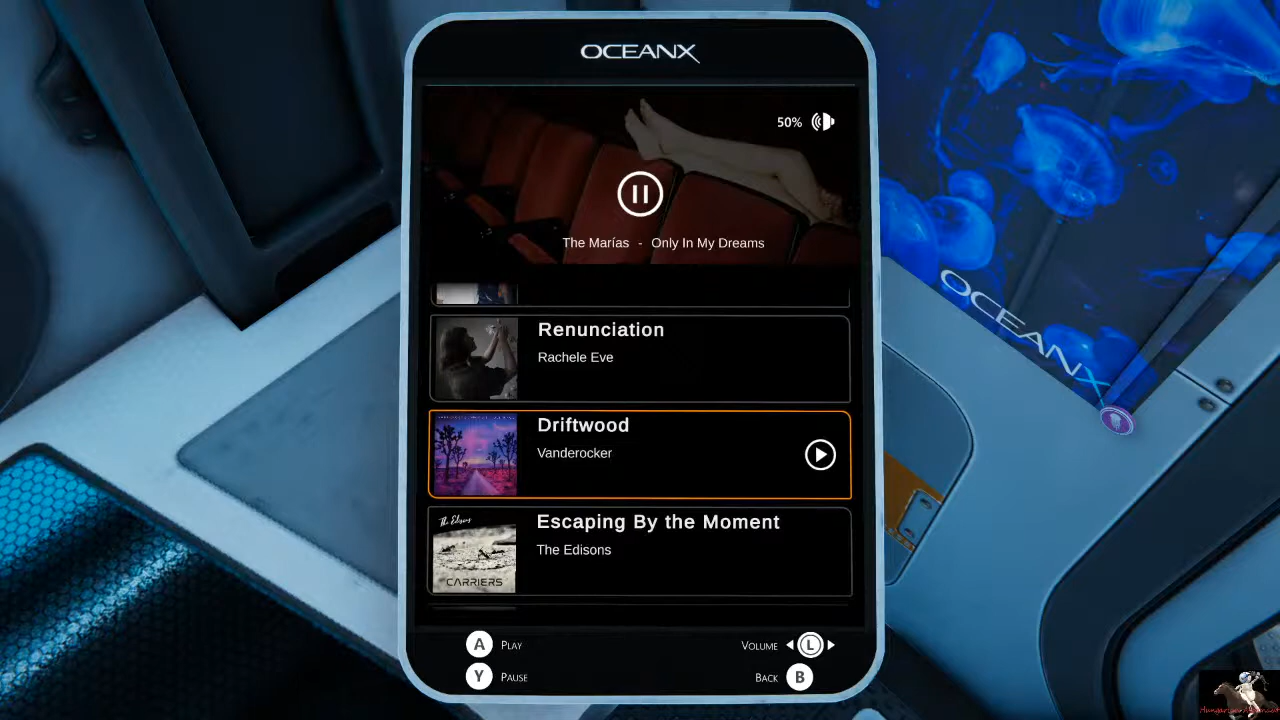 OCEANX
50%
The Marías - Only In My Dreams
Renunciation
Rachele Eve
Driftwood
Vanderocker
Escaping By the Moment
The Edisons
The Edisons
CARRIERS
A PLAY
VOLUME L
Y PAUSE
BACK B
OCEANX